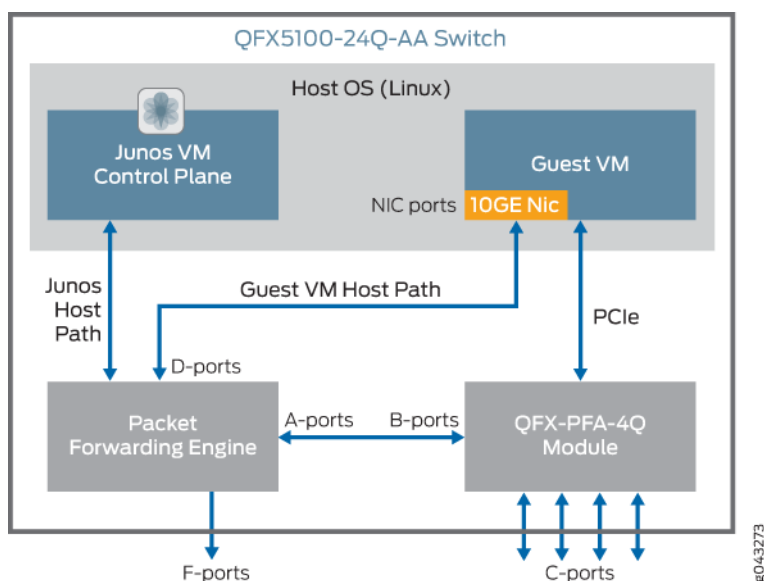 QFX5100-24Q-AA Switch
Host OS (Linux)
Junos VM
Control Plane
Guest VM
NIC ports
10GE Nic
Junos
Host
Path
Guest VM Host Path
PCIe
D-ports
Packet
Forwarding Engine
A-ports
B-ports
QFX-PFA-4Q
Module
F-ports
C-ports
g043273